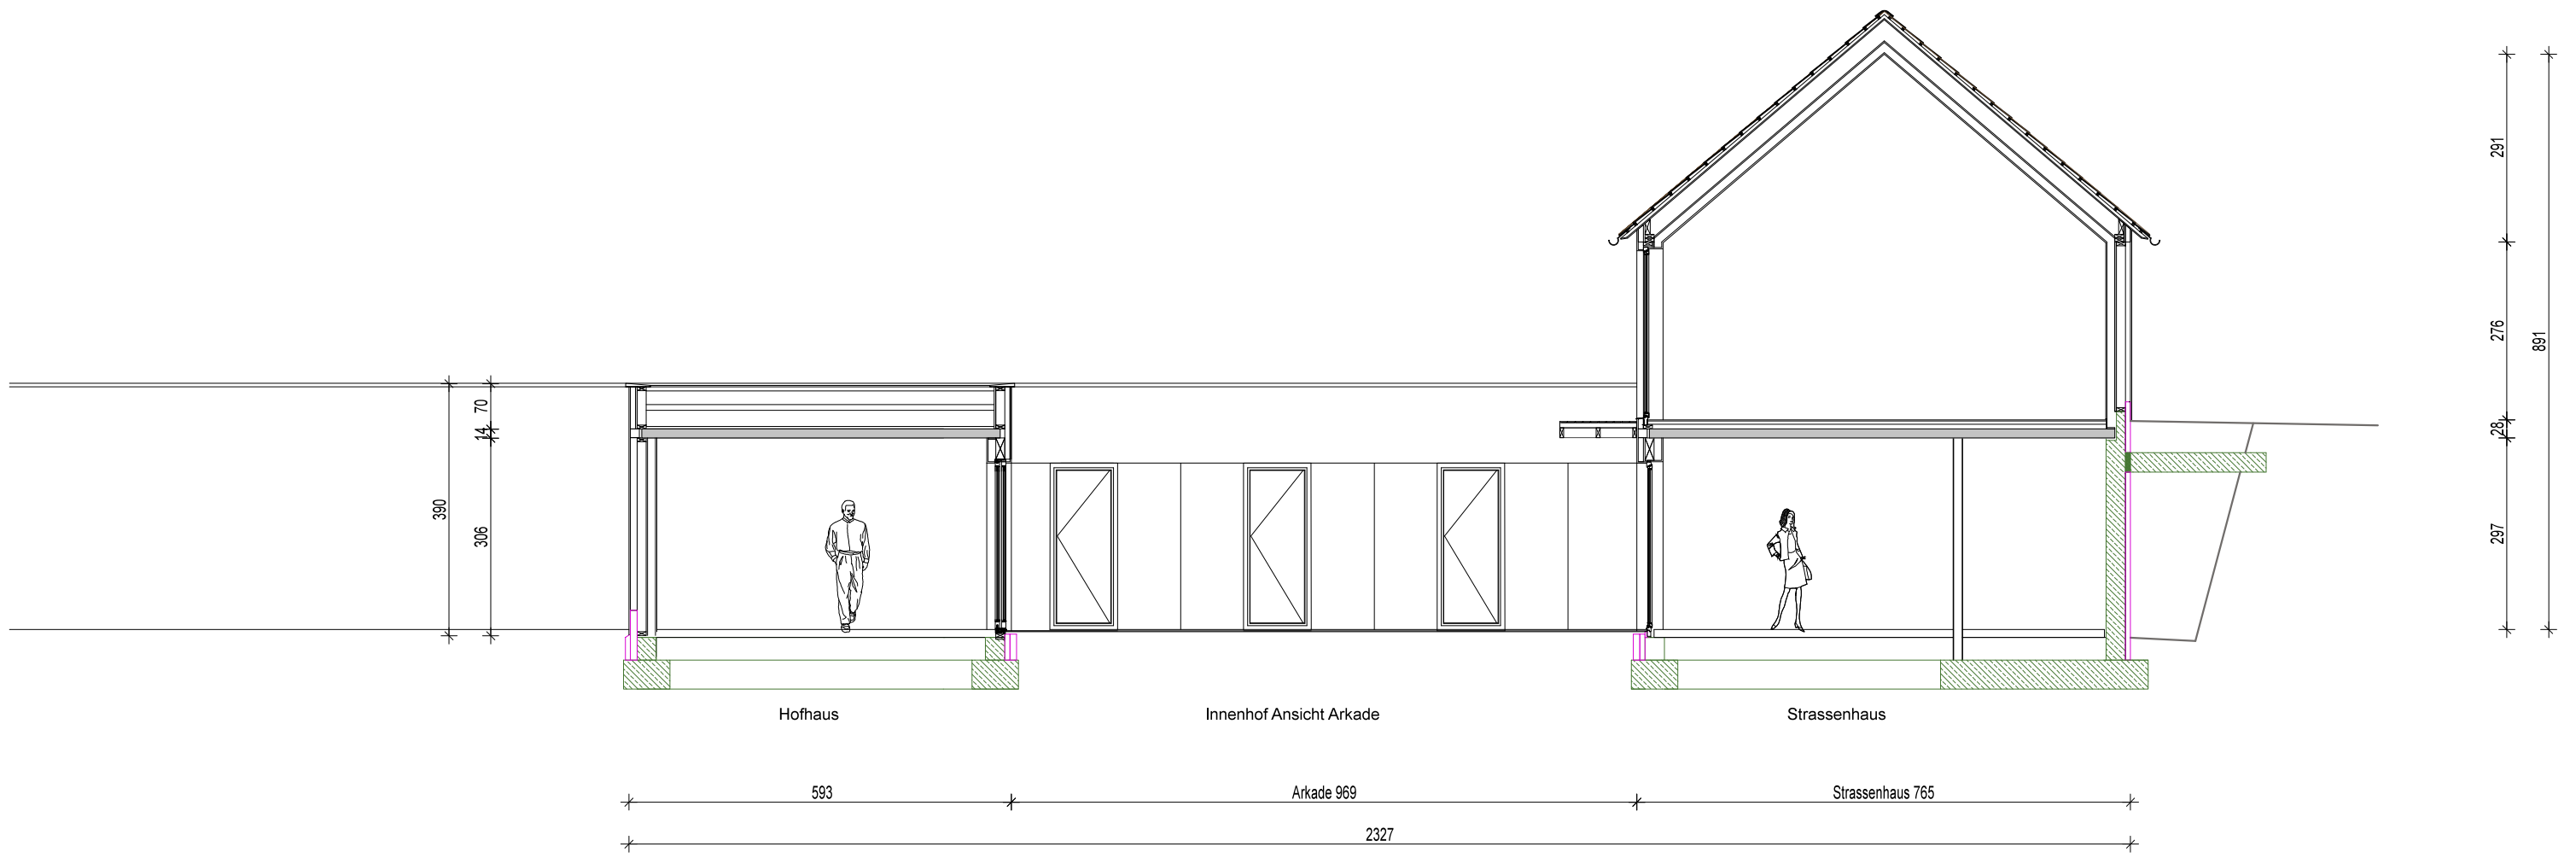 291
276
891
28
297
70
14
390
306
Hofhaus
Innenhof Ansicht Arkade
Strassenhaus
593
Arkade 969
Strassenhaus 765
2327